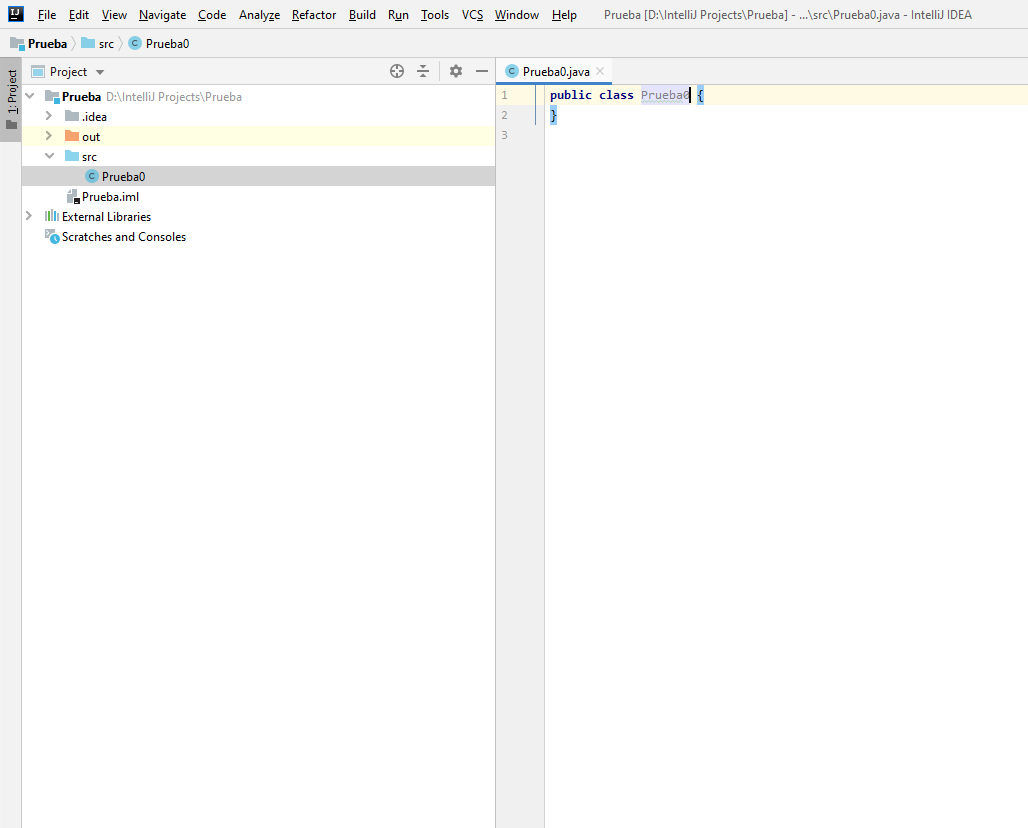 IJ File Edit View Navigate Code Analyze Refactor Build Run Tools VCS Window Help Prueba [D:\IntelliJ Projects\Prueba] - ...\src\Prueba0.java - IntelliJ IDEA
Prueba src C Prueba0
1: Project
Project
Prueba D:\IntelliJ Projects\Prueba
.idea
out
src
C Prueba0
Prueba.iml
External Libraries
Scratches and Consoles
C Prueba0.java
1 public class Prueba0 {
2 }
3